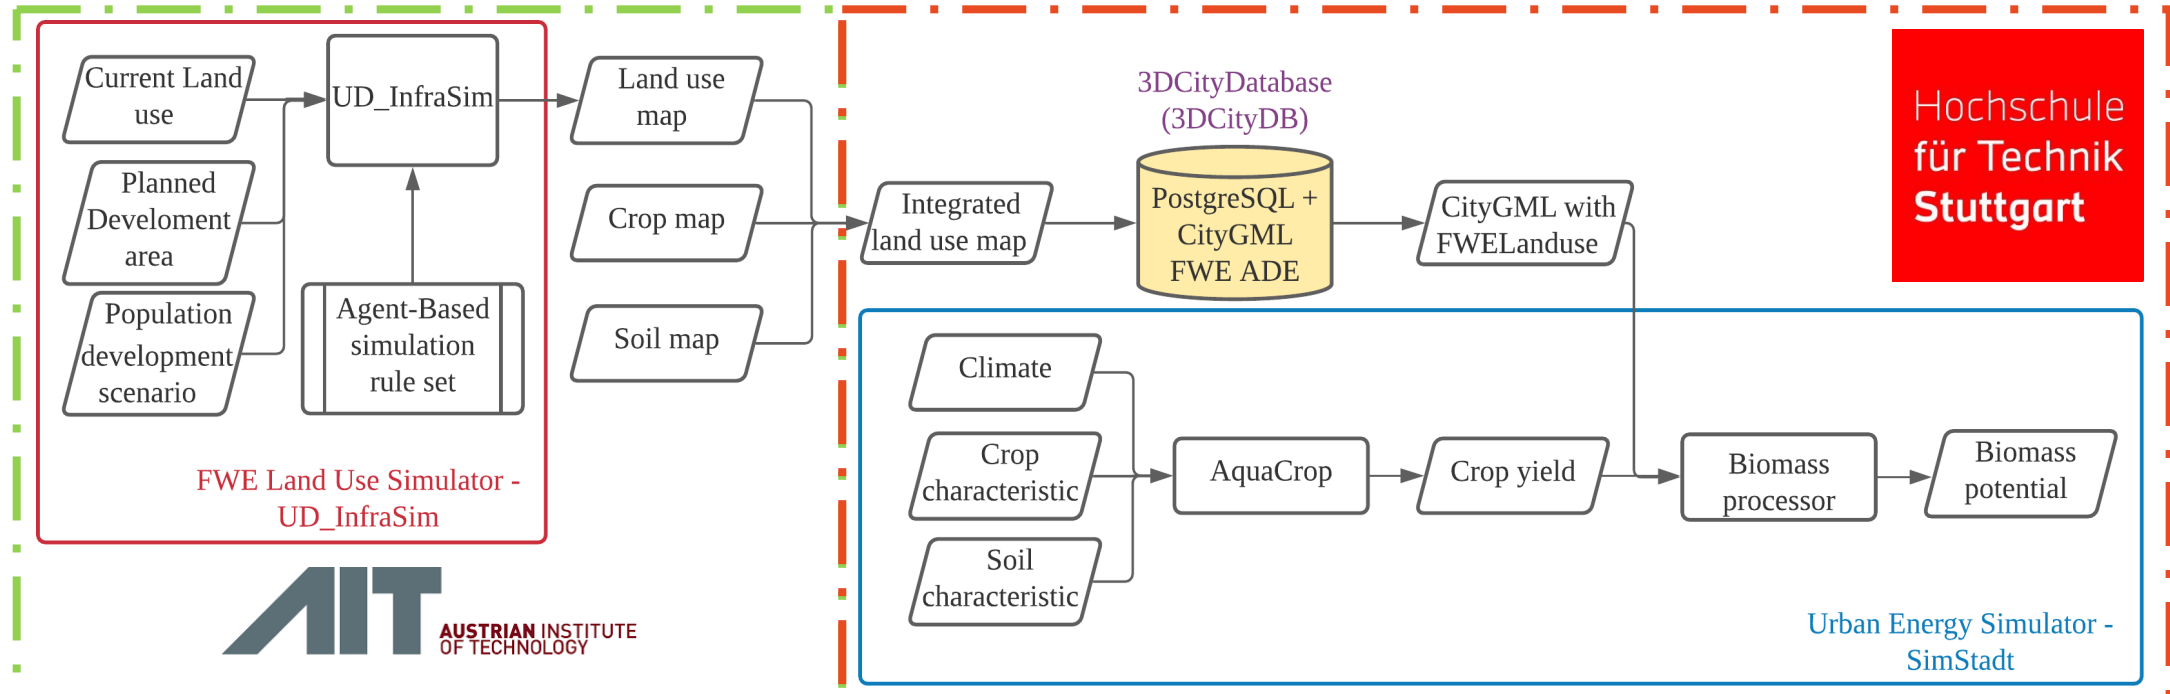 Current Land
use
Planned
Develoment
area
Population
development
scenario
UD_InfraSim
Agent-Based
simulation
rule set
FWE Land Use Simulator -
UD_InfraSim
AIT
AUSTRIAN INSTITUTE
OF TECHNOLOGY
Land use
map
Crop map
Soil map
Integrated
land use map
3DCityDatabase
(3DCityDB)
PostgreSQL +
CityGML
FWE ADE
CityGML with
FWELanduse
Hochschule
für Technik
Stuttgart
Climate
Crop
characteristic
Soil
characteristic
AquaCrop
Crop yield
Biomass
processor
Biomass
potential
Urban Energy Simulator -
SimStadt